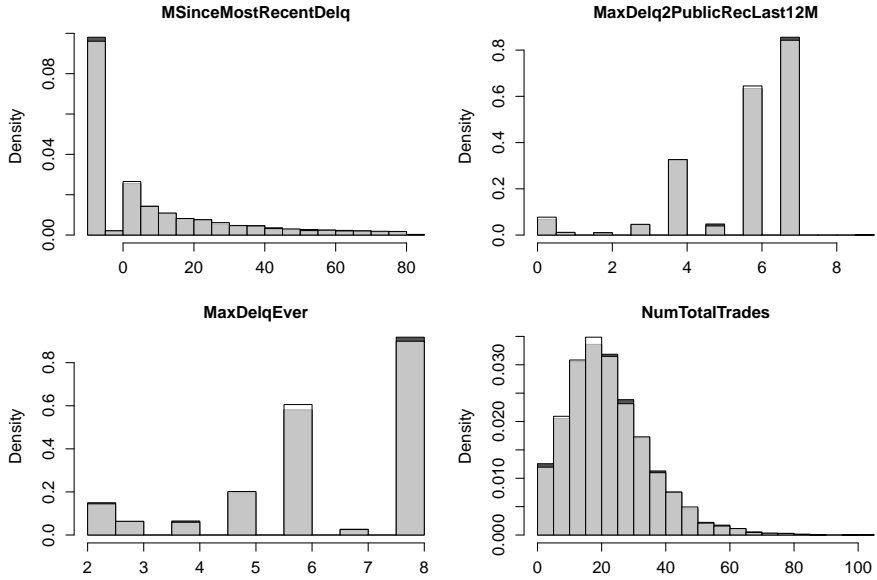 MSinceMostRecentDelq
Density
0.00
0.04
0.08
0 20 40 60 80
MaxDelq2PublicRecLast12M
Density
0.0 0.2 0.4 0.6 0.8
0 2 4 6 8
MaxDelqEver
Density
0.0 0.2 0.4 0.6 0.8
2 3 4 5 6 7 8
NumTotalTrades
Density
0.000 0.010 0.020 0.030
0 20 40 60 80 100